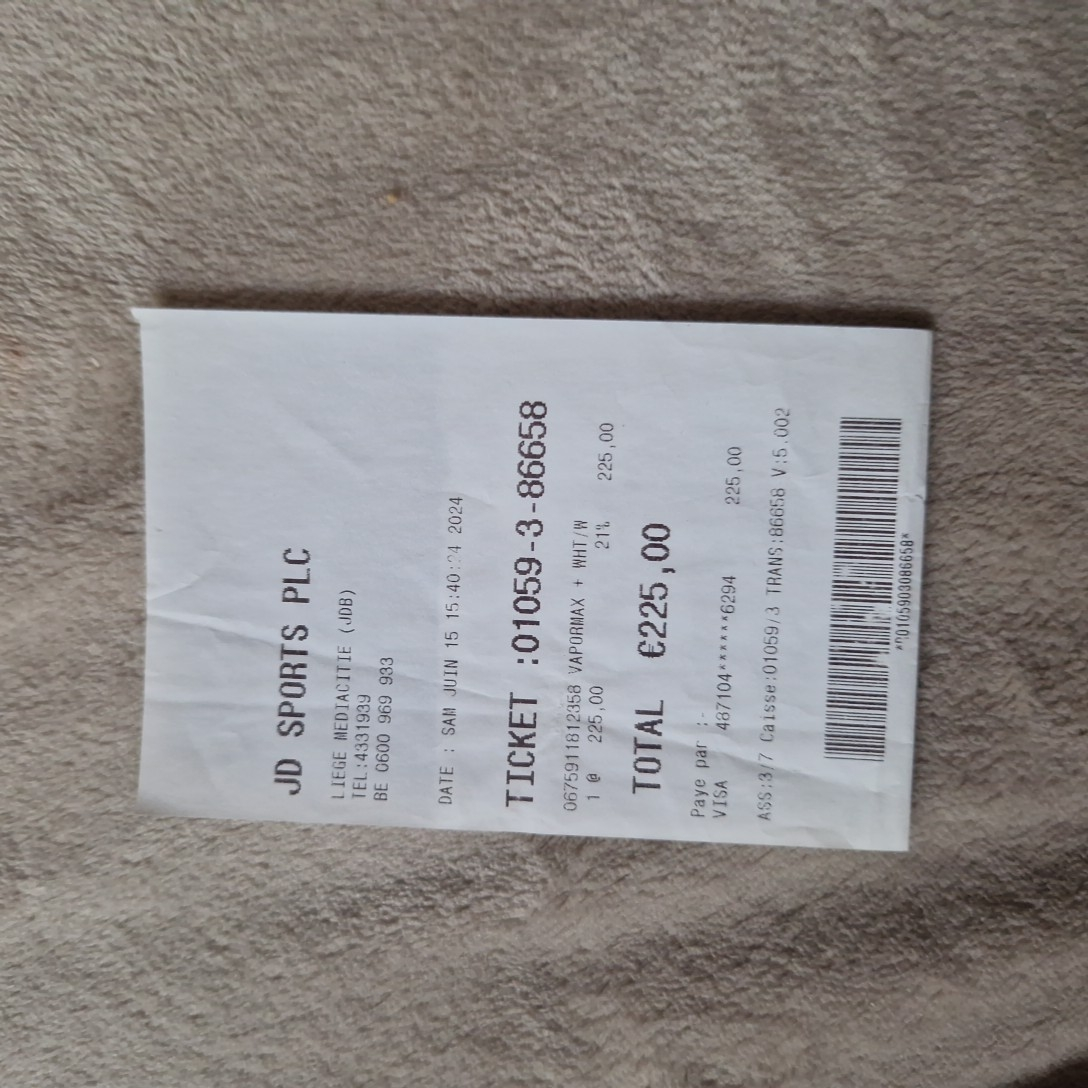 JD SPORTS PLC
LIEGE MEDIACITIE (JDB)
TEL:4331939
BE 0600 969 933
DATE : SAM JUIN 15 15:40:24 2024
TICKET :01059-3-86658
0675911812358 VAPORMAX + WHT/W
1 @ 225,00 21% 225,00
TOTAL €225,00
Paye par :-
VISA 487104******6294 225,00
ASS:3/7 Caisse:01059/3 TRANS:86658 V:5.002
*D0105903086658*